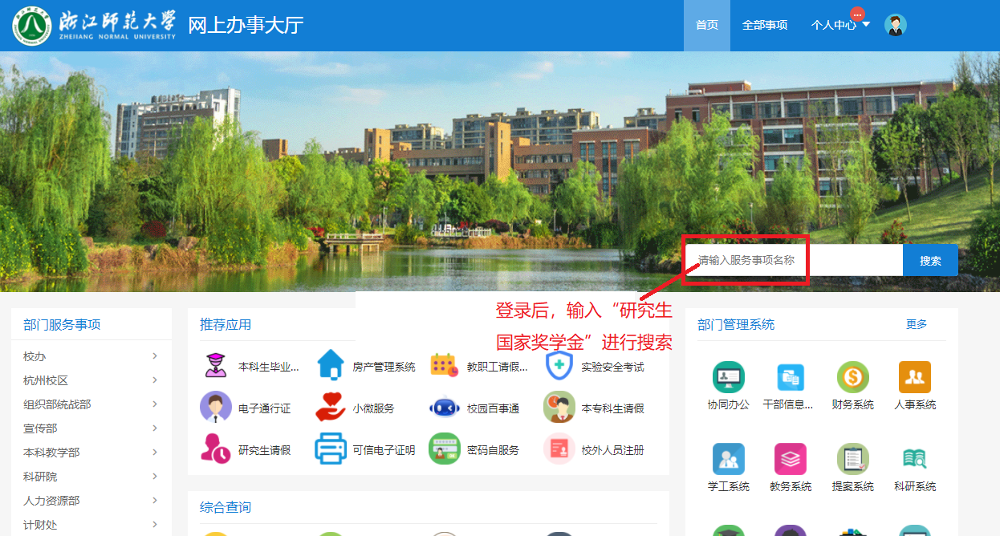 浙江师范大学
ZHEJIANG NORMAL UNIVERSITY
网上办事大厅
首页
全部事项
个人中心
请输入服务事项名称
搜索
登录后，输入“研究生
国家奖学金”进行搜索
部门服务事项
校办
杭州校区
组织部统战部
宣传部
本科教学部
科研院
人力资源部
计财处
推荐应用
本科生毕业...
房产管理系统
教职工请假...
实验安全考试
电子通行证
小微服务
校园百事通
本专科生请假
研究生请假
可信电子证明
密码自服务
校外人员注册
综合查询
部门管理系统
更多
协同办公
干部信息...
财务系统
人事系统
学工系统
教务系统
提案系统
科研系统